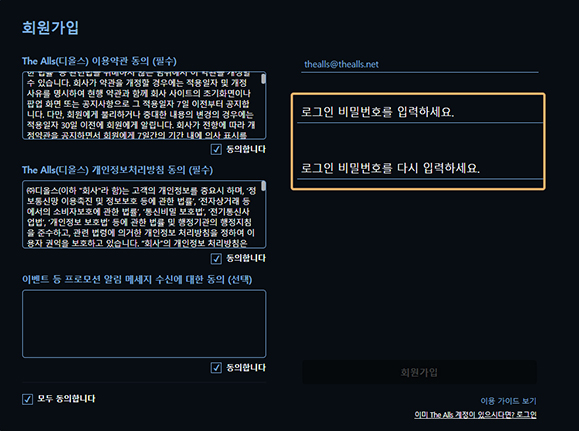 회원가입
The Alls(디올스) 이용약관 동의 (필수)
수 있습니다. 회사가 약관을 개정할 경우에는 적용일자 및 개정
사유를 명시하여 현행 약관과 함께 회사 사이트의 초기화면이나
팝업 화면 또는 공지사항으로 그 적용일자 7일 이전부터 공지합
니다. 다만, 회원에게 불리하거나 중대한 내용의 변경의 경우에는
적용일자 30일 이전에 회원에게 알립니다. 회사가 전항에 따라 개
정약관을 공지하면서 회원에게 7일간의 기간 내에 의사 표시를
동의합니다
The Alls(디올스) 개인정보처리방침 동의 (필수)
㈜디올스(이하 "회사"라 함)는 고객의 개인정보를 중요시 하며, '정
보통신망 이용촉진 및 정보보호 등에 관한 법률', '전자상거래 등
에서의 소비자보호에 관한 법률', '통신비밀 보호법', '전기통신사
업법', '개인정보 보호법' 등에 관한 법률 및 행정기관의 행정지침
을 준수하고, 관련 법령에 의거한 개인정보 처리방침을 정하여 이
용자 권익을 보호하고 있습니다. "회사"의 개인정보 처리방침은
동의합니다
이벤트 등 프로모션 알림 메세지 수신에 대한 동의 (선택)
동의합니다
모두 동의합니다
thealls@thealls.net
로그인 비밀번호를 입력하세요.
로그인 비밀번호를 다시 입력하세요.
회원가입
이용 가이드 보기
이미 The Alls 계정이 있으시다면? 로그인